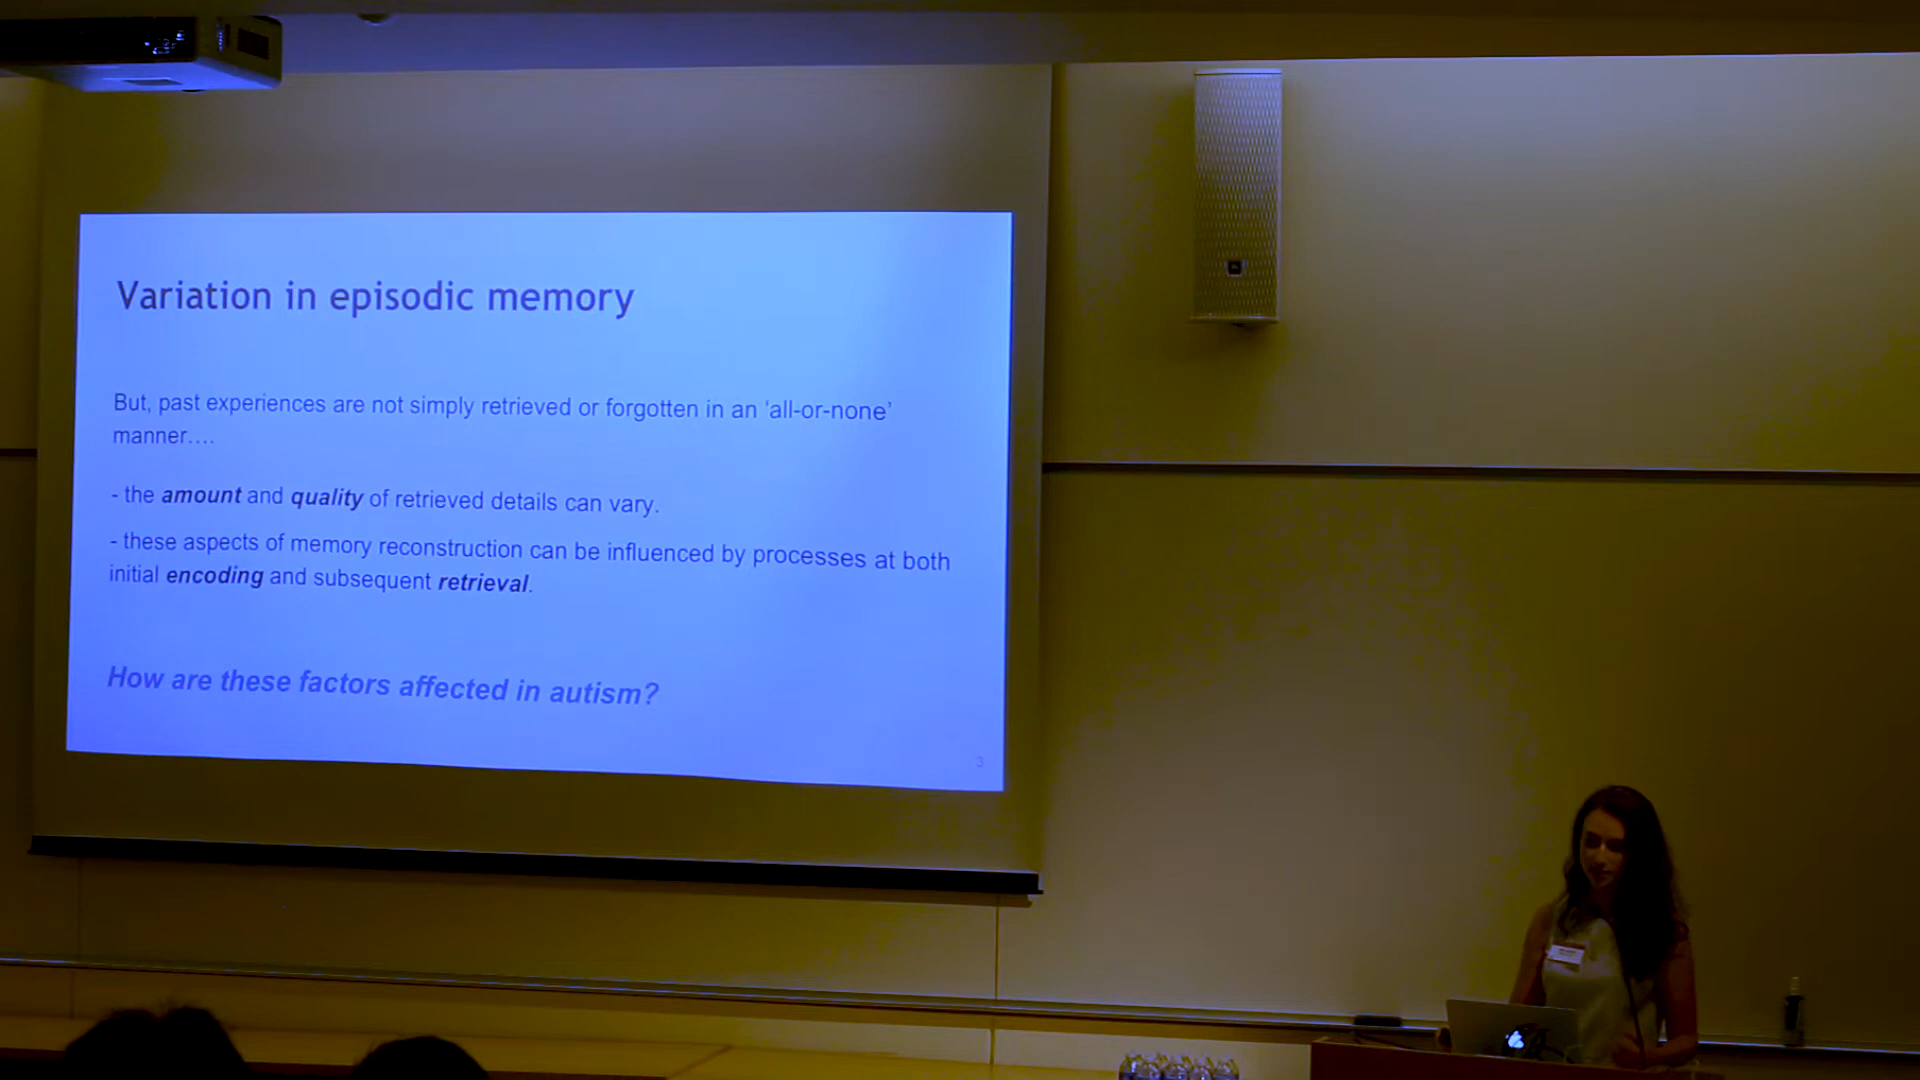 Variation in episodic memory
But, past experiences are not simply retrieved or forgotten in an ‘all-or-none’
manner....
- the amount and quality of retrieved details can vary.
- these aspects of memory reconstruction can be influenced by processes at both
initial encoding and subsequent retrieval.
How are these factors affected in autism?
3